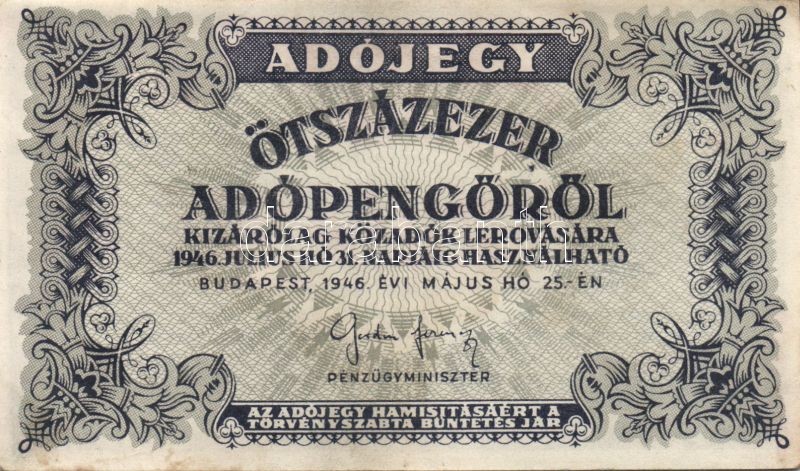 ADÓJEGY
ÖTSZÁZEZER
ADÓPENGŐRŐL
KIZÁRÓLAG KÖZADÓK LEROVÁSÁRA
1946. JÚLIUS HÓ 31. NAPJÁIG HASZNÁLHATÓ
BUDAPEST, 1946. ÉVI MÁJUS HÓ 25.-ÉN
PÉNZÜGYMINISZTER
AZ ADÓJEGY HAMISITÁSÁÉRT A
TÖRVÉNYSZABTA BÜNTETÉS JÁR